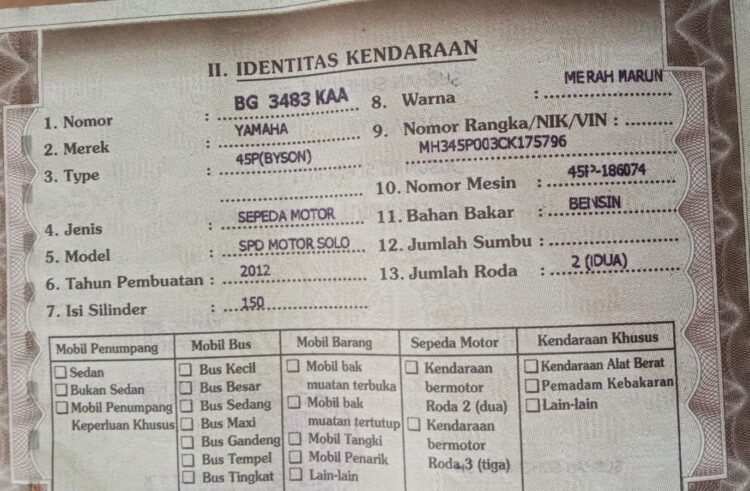 II. IDENTITAS KENDARAAN
1. Nomor : BG 3483 KAA
2. Merek : YAMAHA
3. Type : 45P(BYSON)
4. Jenis : SEPEDA MOTOR
5. Model : SPD MOTOR SOLO
6. Tahun Pembuatan : 2012
7. Isi Silinder : 150
8. Warna : MERAH MARUN
9. Nomor Rangka/NIK/VIN :
MH345P003CK175796
10. Nomor Mesin : 45P-186074
11. Bahan Bakar : BENSIN
12. Jumlah Sumbu :
13. Jumlah Roda : 2 (DUA)
Mobil Penumpang
Sedan
Bukan Sedan
Mobil Penumpang
Keperluan Khusus
Mobil Bus
Bus Kecil
Bus Besar
Bus Sedang
Bus Maxi
Bus Gandeng
Bus Tempel
Bus Tingkat
Mobil Barang
Mobil bak
muatan terbuka
Mobil bak
muatan tertutup
Mobil Tangki
Mobil Penarik
Lain-lain
Sepeda Motor
Kendaraan
bermotor
Roda 2 (dua)
Kendaraan
bermotor
Roda 3 (tiga)
Kendaraan Khusus
Kendaraan Alat Berat
Pemadam Kebakaran
Lain-lain